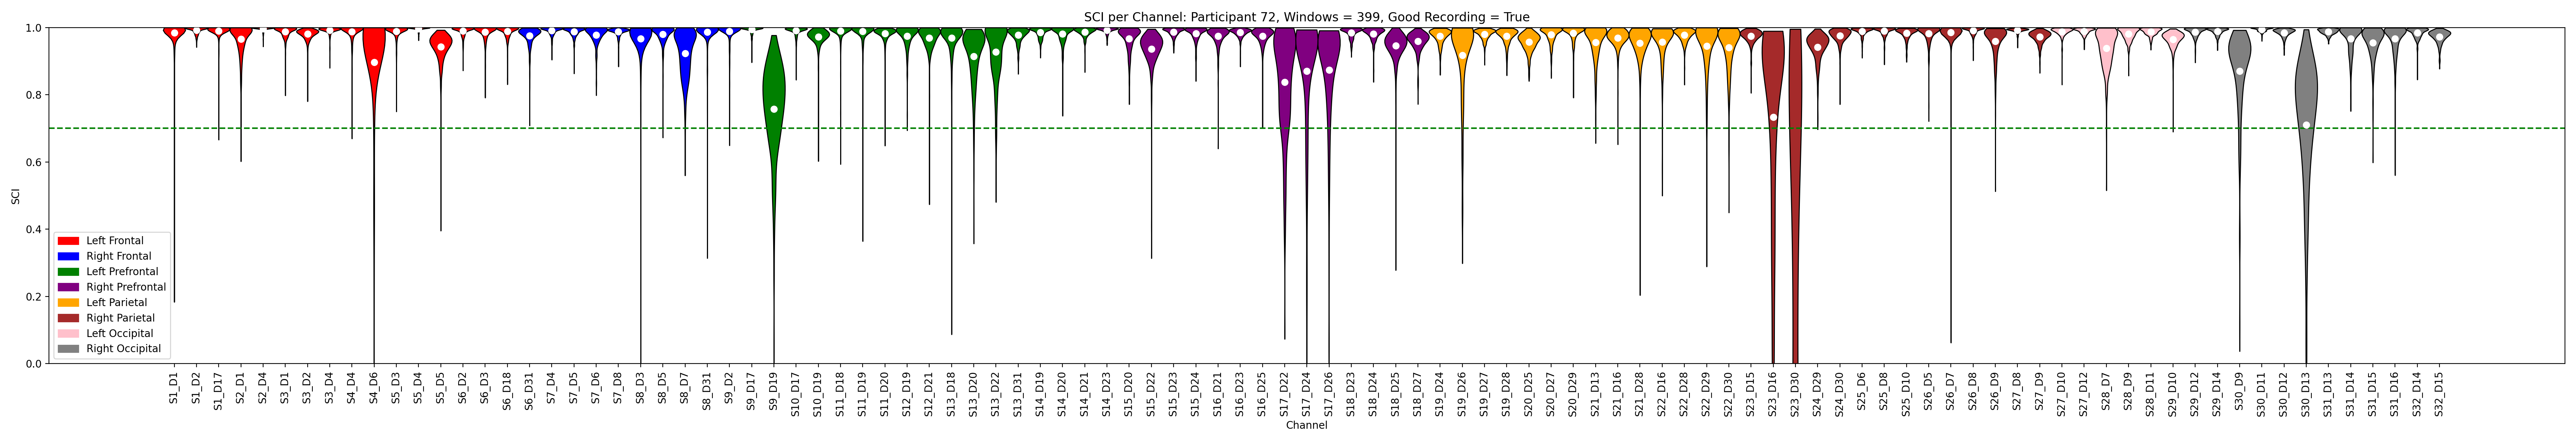 SCI per Channel: Participant 72, Windows = 399, Good Recording = True
SCI
1.0
0.8
0.6
0.4
0.2
0.0
Left Frontal
Right Frontal
Left Prefrontal
Right Prefrontal
Left Parietal
Right Parietal
Left Occipital
Right Occipital
S1_D1
S1_D2
S1_D17
S2_D1
S2_D4
S3_D1
S3_D2
S3_D4
S4_D4
S4_D6
S5_D3
S5_D4
S5_D5
S6_D2
S6_D3
S6_D18
S6_D31
S7_D4
S7_D5
S7_D6
S7_D8
S8_D3
S8_D5
S8_D7
S8_D31
S9_D2
S9_D17
S9_D19
S10_D17
S10_D19
S11_D18
S11_D19
S11_D20
S12_D19
S12_D21
S13_D18
S13_D20
S13_D22
S13_D31
S14_D19
S14_D20
S14_D21
S14_D23
S15_D20
S15_D22
S15_D23
S15_D24
S16_D21
S16_D23
S16_D25
S17_D22
S17_D24
S17_D26
S18_D23
S18_D24
S18_D25
S18_D27
S19_D24
S19_D26
S19_D27
S19_D28
S20_D25
S20_D27
S20_D29
S21_D13
S21_D16
S21_D28
S22_D16
S22_D28
S22_D29
S22_D30
S23_D15
S23_D16
S23_D30
S24_D29
S24_D30
S25_D6
S25_D8
S25_D10
S26_D5
S26_D7
S26_D8
S26_D9
S27_D8
S27_D9
S27_D10
S27_D12
S28_D7
S28_D9
S28_D11
S29_D10
S29_D12
S29_D14
S30_D9
S30_D11
S30_D12
S30_D13
S31_D13
S31_D14
S31_D15
S31_D16
S32_D14
S32_D15
Channel